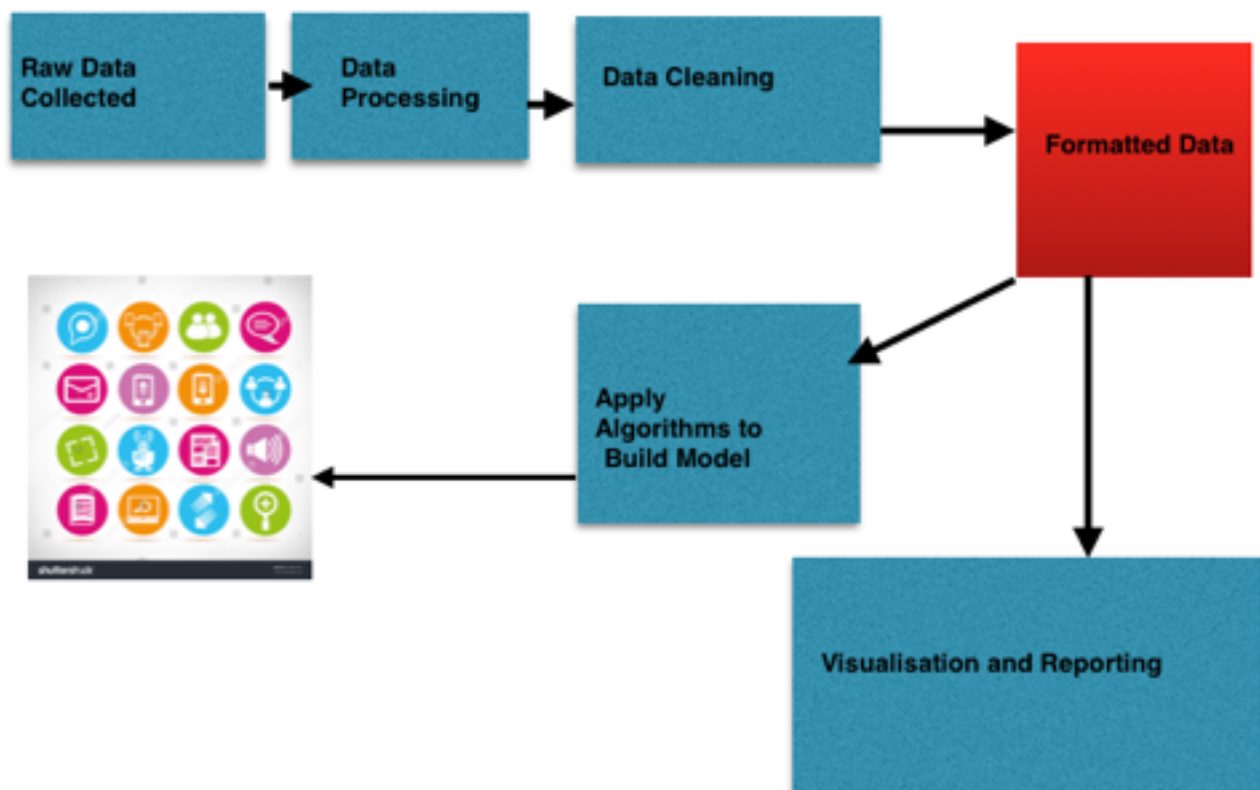 Raw Data
Collected
Data
Processing
Data Cleaning
Formatted Data
Apply
Algorithms to
Build Model
shutterstock
Visualisation and Reporting